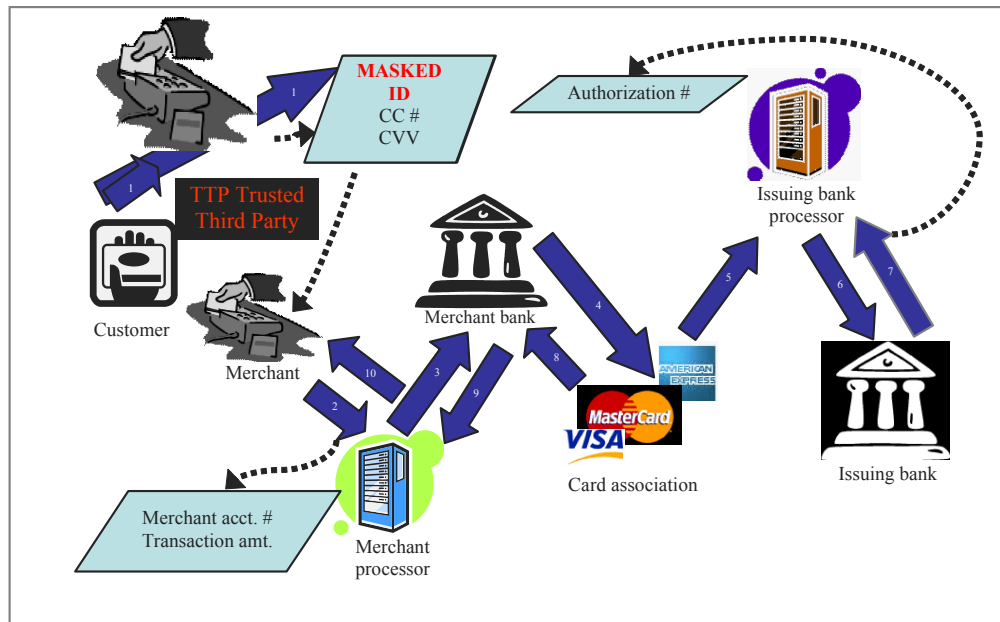 1
MASKED
ID
CC #
CVV
Authorization #
1
TTP Trusted
Third Party
Issuing bank
processor
Customer
Merchant bank
4
5
6
7
Merchant
10
3
8
9
2
AMERICAN
EXPRESS
MasterCard
VISA
Card association
Issuing bank
Merchant acct. #
Transaction amt.
Merchant
processor